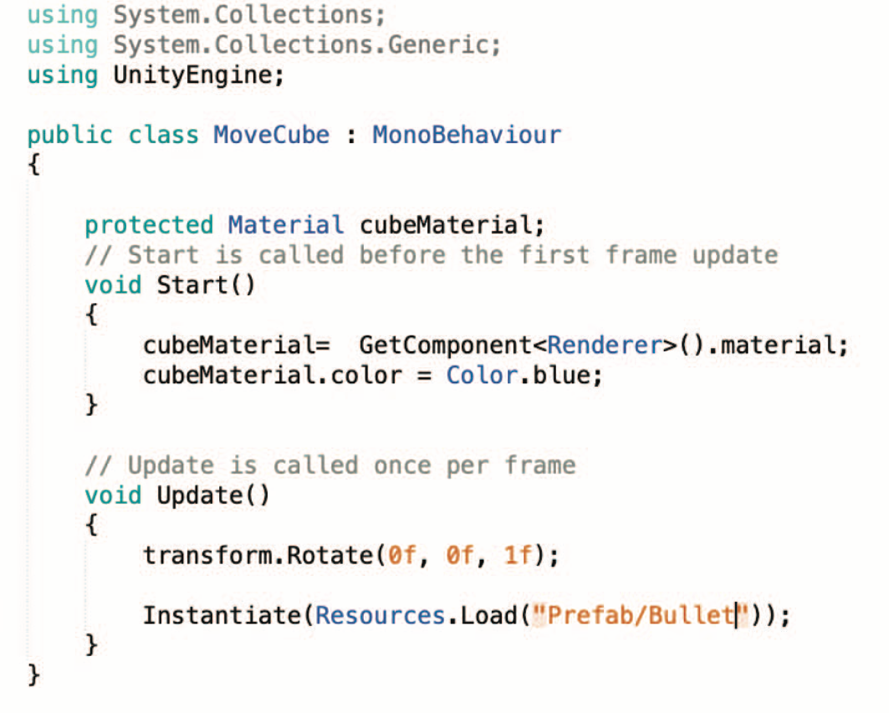 using System.Collections;
using System.Collections.Generic;
using UnityEngine;
public class MoveCube : MonoBehaviour
{
protected Material cubeMaterial;
// Start is called before the first frame update
void Start()
{
cubeMaterial=  GetComponent<Renderer>().material;
cubeMaterial.color = Color.blue;
}
// Update is called once per frame
void Update()
{
transform.Rotate(0f, 0f, 1f);
Instantiate(Resources.Load("Prefab/Bullet"));
}
}